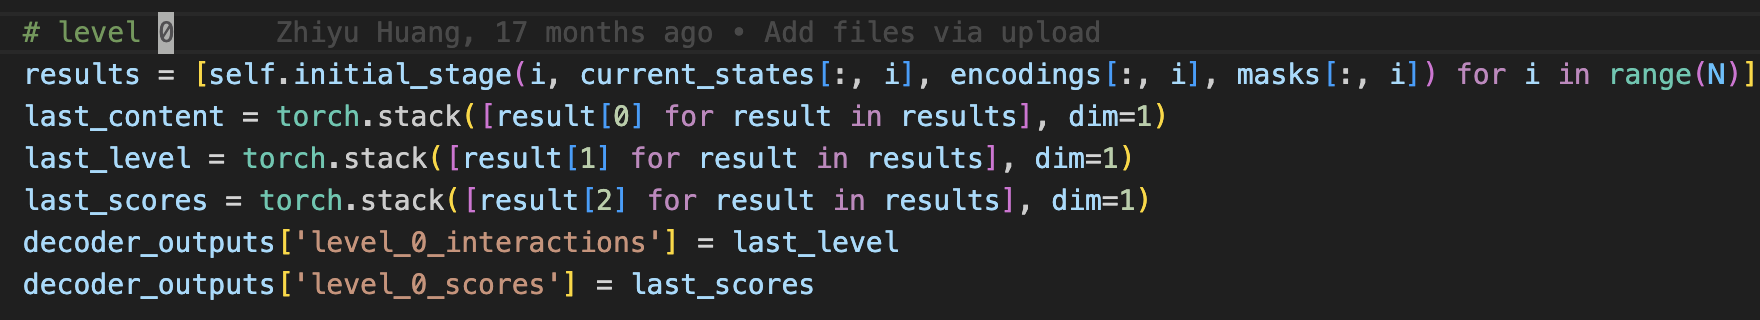 # level 0 Zhiyu Huang, 17 months ago • Add files via upload
results = [self.initial_stage(i, current_states[:, i], encodings[:, i], masks[:, i]) for i in range(N)]
last_content = torch.stack([result[0] for result in results], dim=1)
last_level = torch.stack([result[1] for result in results], dim=1)
last_scores = torch.stack([result[2] for result in results], dim=1)
decoder_outputs['level_0_interactions'] = last_level
decoder_outputs['level_0_scores'] = last_scores